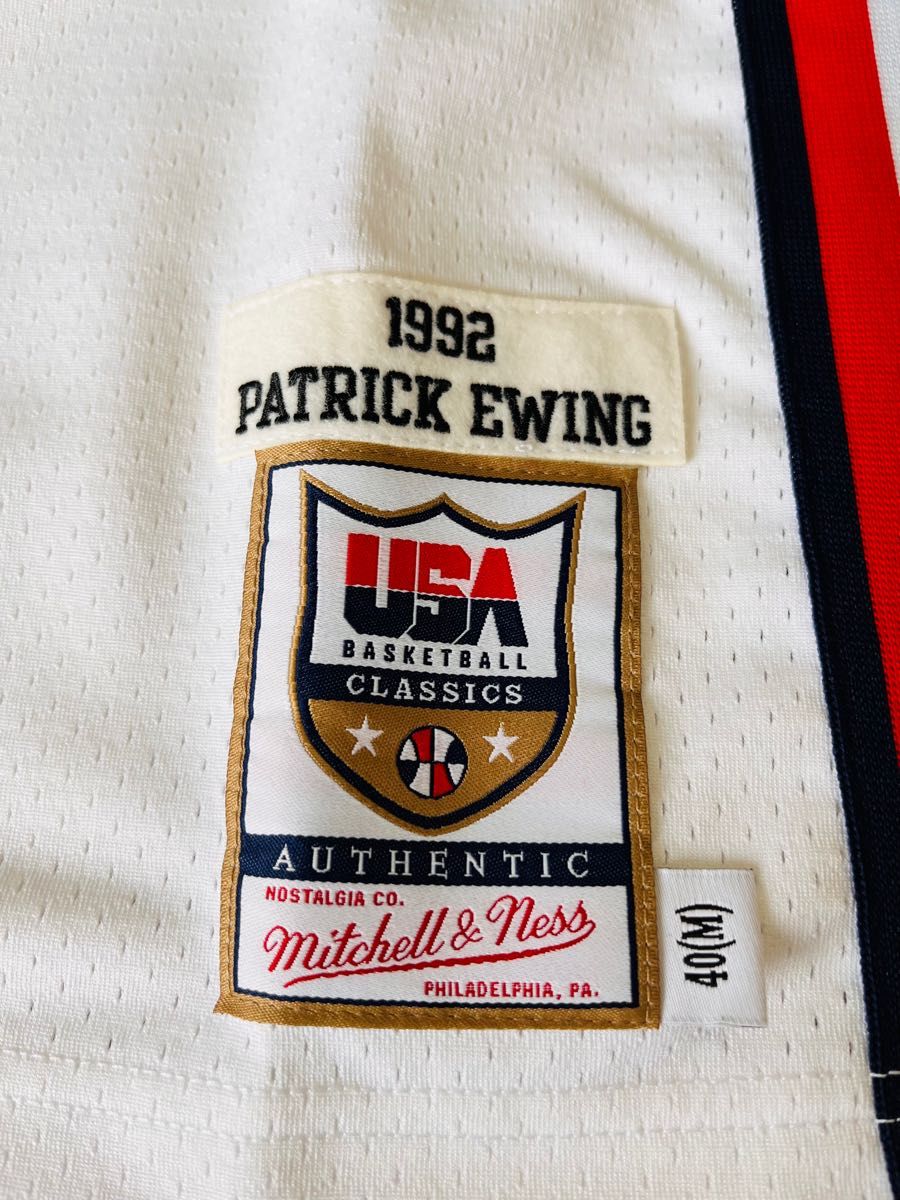 1992
PATRICK EWING
USA
BASKETBALL
CLASSICS
AUTHENTIC
NOSTALGIA CO.
Mitchell & Ness
PHILADELPHIA, PA.
40(M)